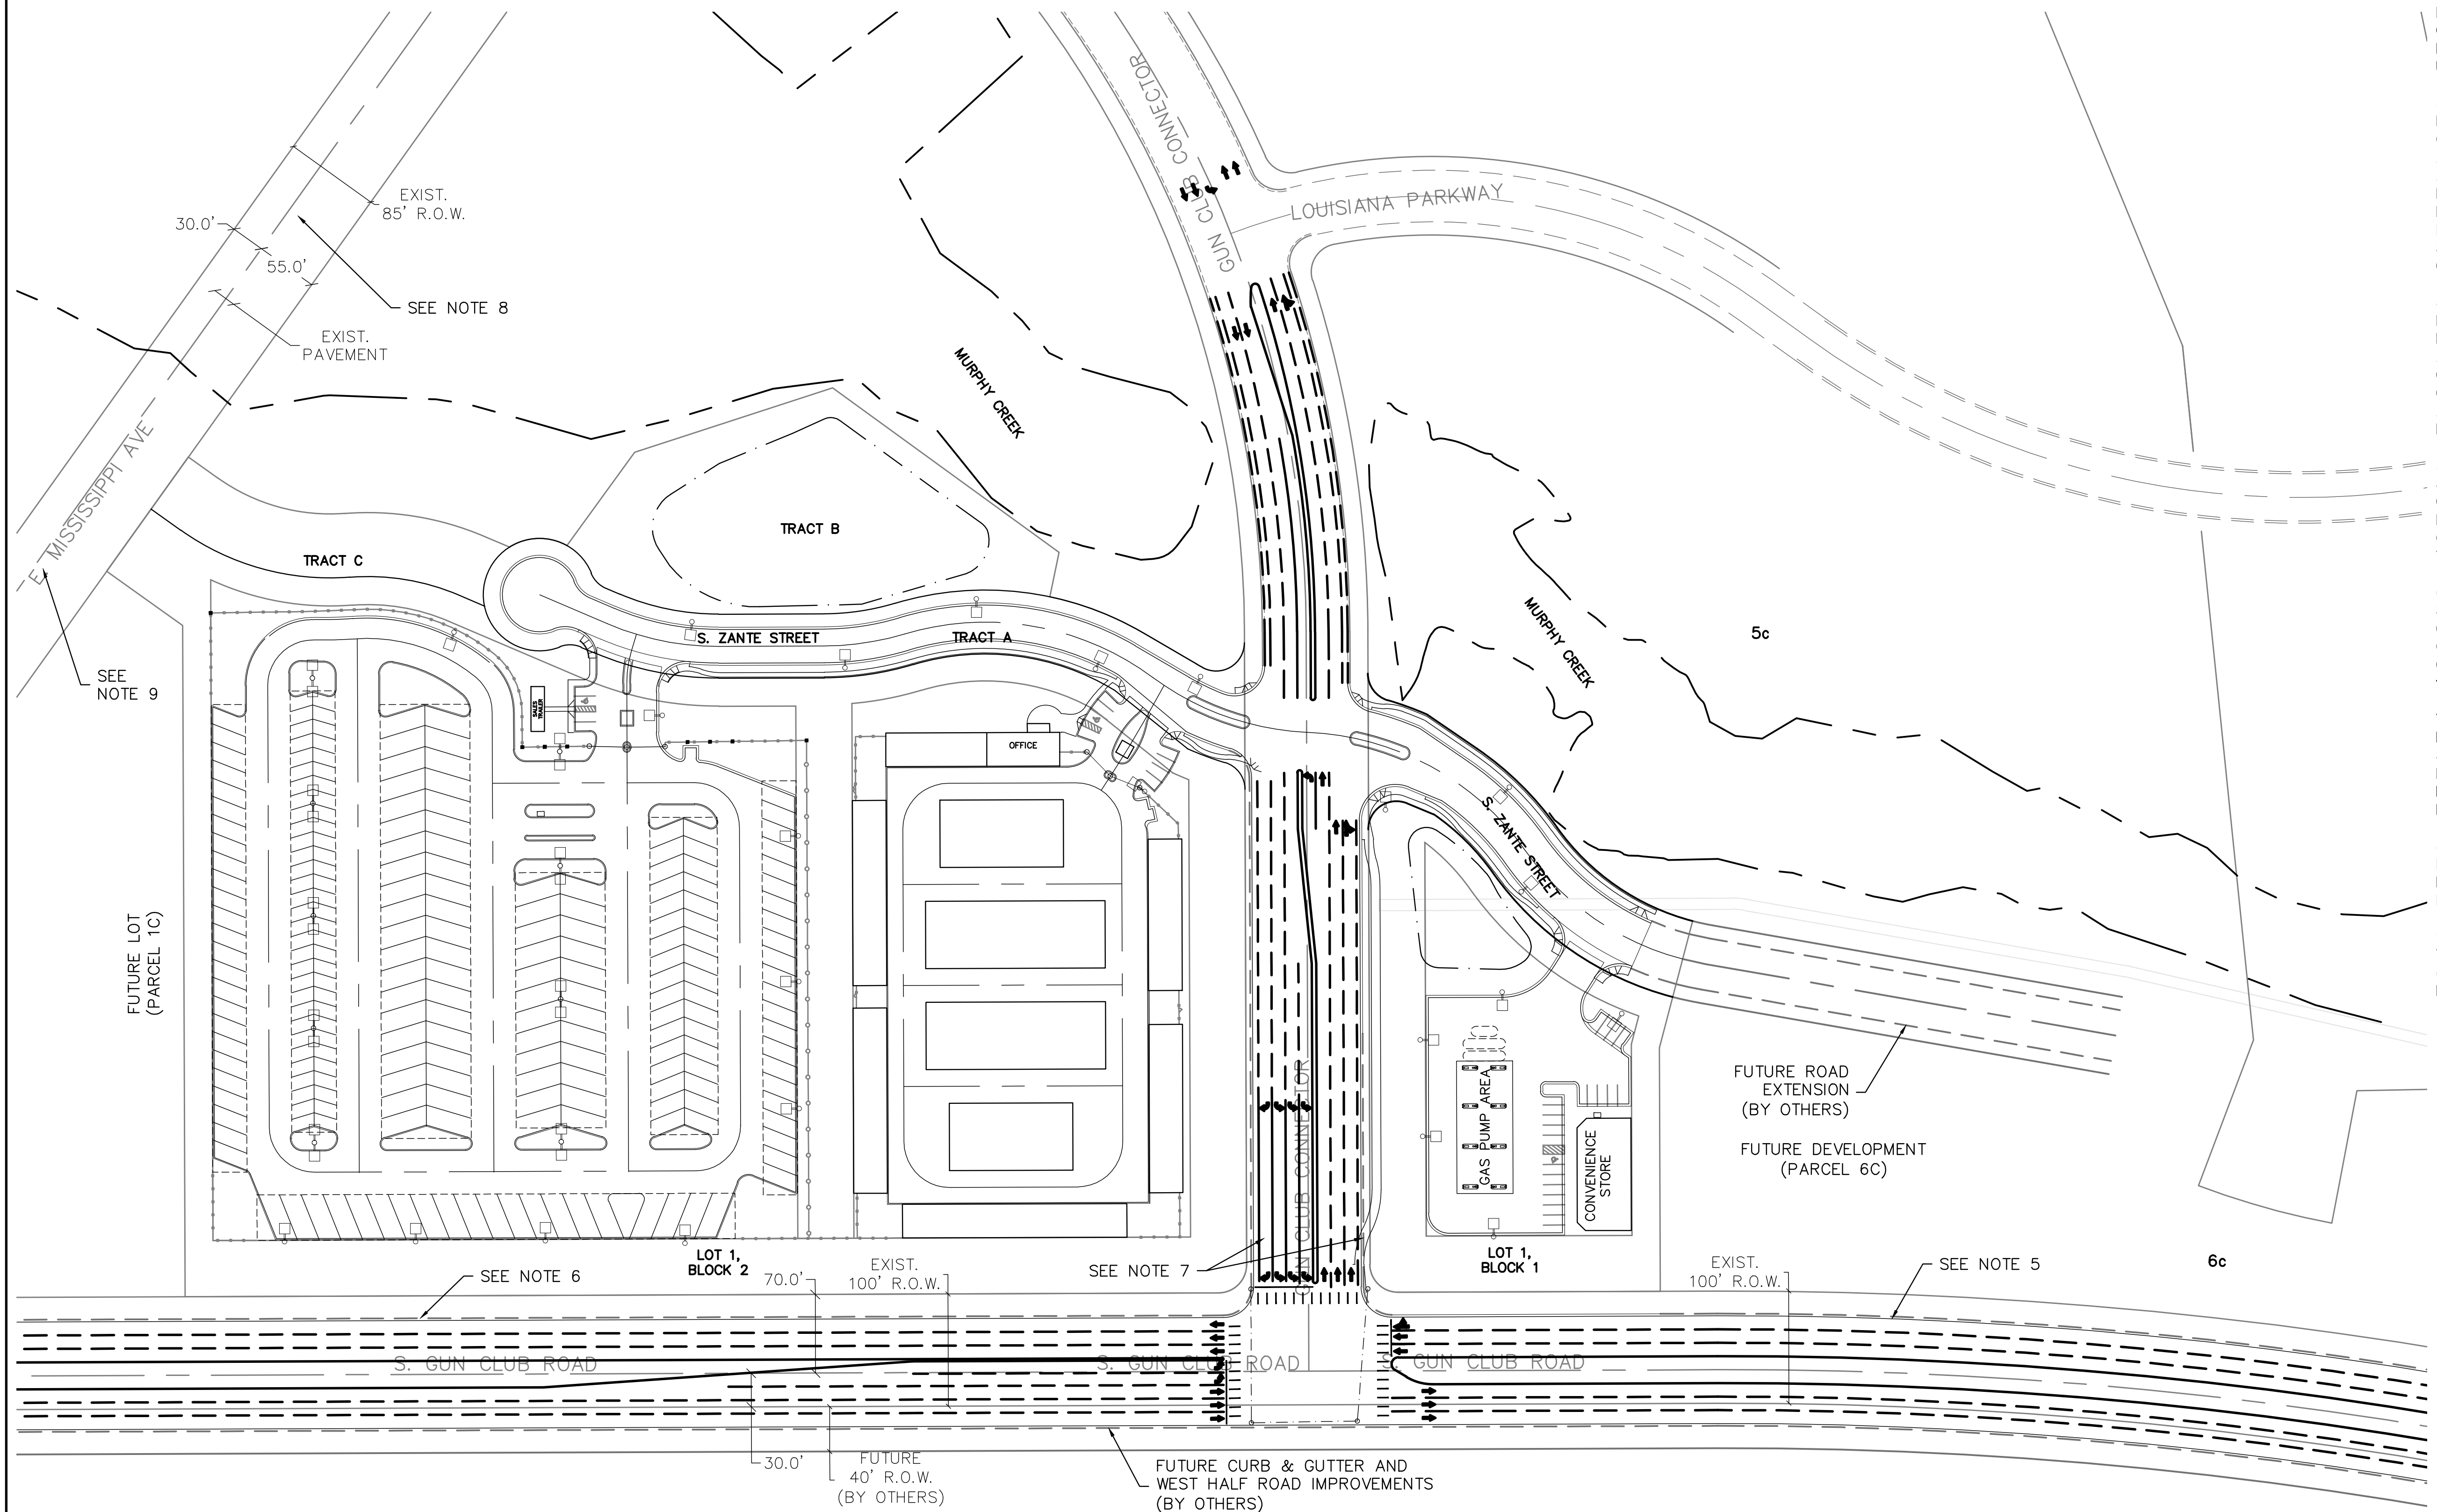 GUN CLUB CONNECTOR
LOUISIANA PARKWAY
EXIST.
85' R.O.W.
30.0'
55.0'
SEE NOTE 8
EXIST.
PAVEMENT
MURPHY CREEK
E. MISSISSIPPI AVE
TRACT B
TRACT C
S. ZANTE STREET
TRACT A
MURPHY CREEK
5c
SEE
NOTE 9
SALES
TRAILER
OFFICE
S. ZANTE STREET
FUTURE LOT
(PARCEL 1C)
GUN CLUB CONNECTOR
GAS PUMP AREA
CONVENIENCE
STORE
FUTURE ROAD
EXTENSION
(BY OTHERS)
FUTURE DEVELOPMENT
(PARCEL 6C)
LOT 1,
BLOCK 2
LOT 1,
BLOCK 1
6c
SEE NOTE 6
70.0'
EXIST.
100' R.O.W.
SEE NOTE 7
EXIST.
100' R.O.W.
SEE NOTE 5
S. GUN CLUB ROAD
S. GUN CLUB ROAD
S. GUN CLUB ROAD
30.0'
FUTURE
40' R.O.W.
(BY OTHERS)
FUTURE CURB & GUTTER AND
WEST HALF ROAD IMPROVEMENTS
(BY OTHERS)